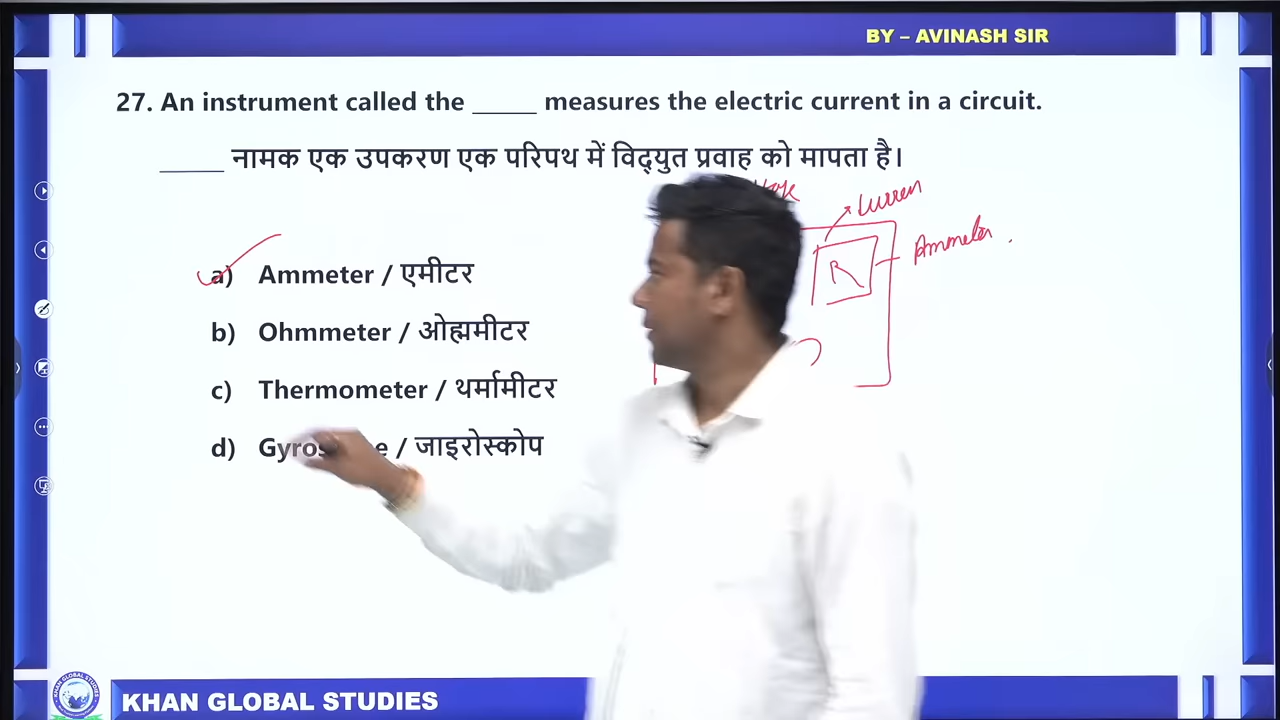 BY – AVINASH SIR
27. An instrument called the _____ measures the electric current in a circuit.
_____ नामक एक उपकरण एक परिपथ में विद्युत प्रवाह को मापता है।
Curren
Ammeter
R
a) Ammeter / एमीटर
b) Ohmmeter / ओह्ममीटर
c) Thermometer / थर्मामीटर
d) / जाइरोस्कोप
KHAN GLOBAL STUDIES